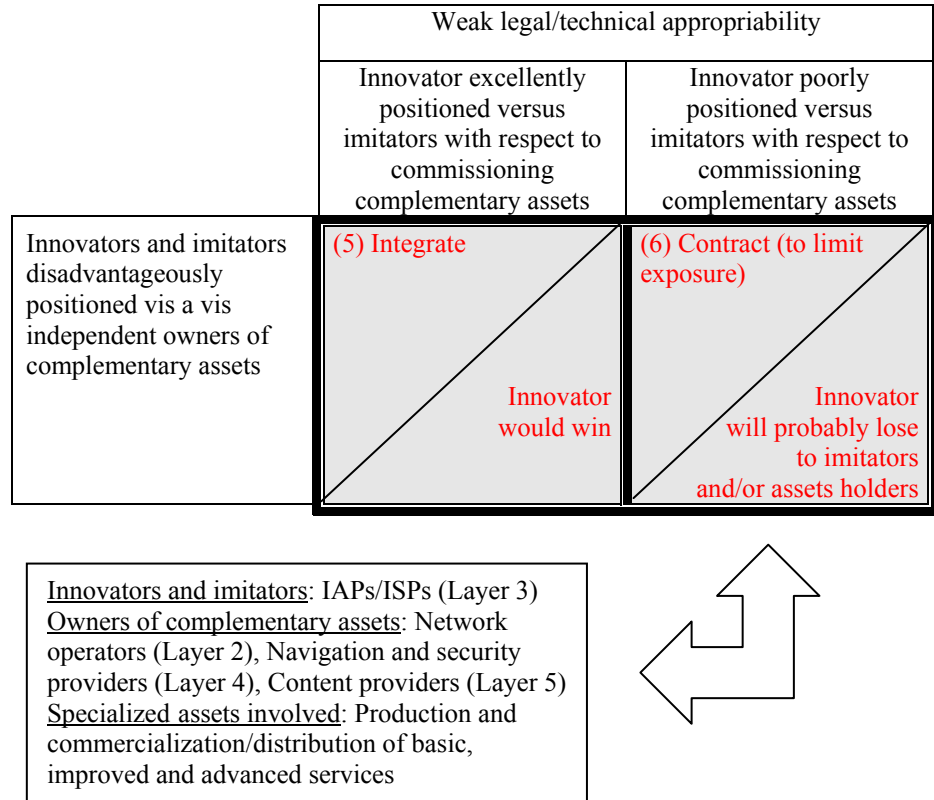 Weak legal/technical appropriability
Innovator excellently
positioned versus
imitators with respect to
commissioning
complementary assets
Innovator poorly
positioned versus
imitators with respect to
commissioning
complementary assets
Innovators and imitators
disadvantageously
positioned vis a vis
independent owners of
complementary assets
(5) Integrate
Innovator
would win
(6) Contract (to limit
exposure)
Innovator
will probably lose
to imitators
and/or assets holders
Innovators and imitators: IAPs/ISPs (Layer 3)
Owners of complementary assets: Network
operators (Layer 2), Navigation and security
providers (Layer 4), Content providers (Layer 5)
Specialized assets involved: Production and
commercialization/distribution of basic,
improved and advanced services